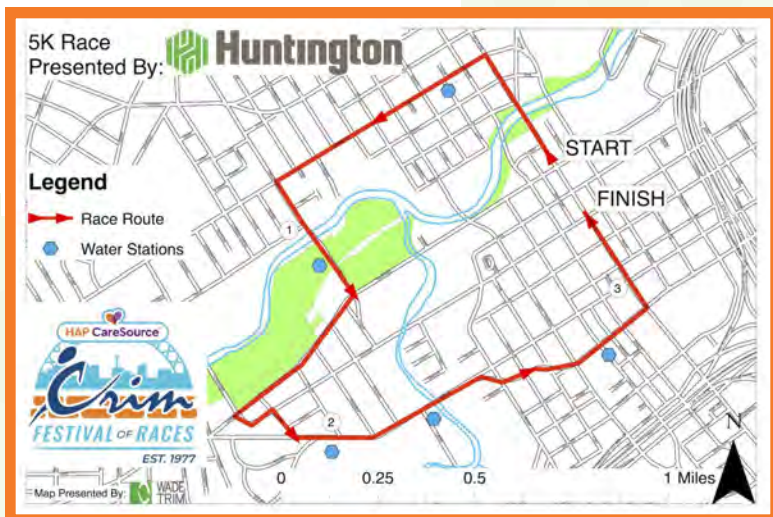 5K Race
Presented By:
Huntington
START
FINISH
Legend
Race Route
Water Stations
1
3
2
HAP CareSource
Crim
FESTIVAL OF RACES
EST. 1977
Map Presented By:
WADE
TRIM
0 0.25 0.5 1 Miles
N